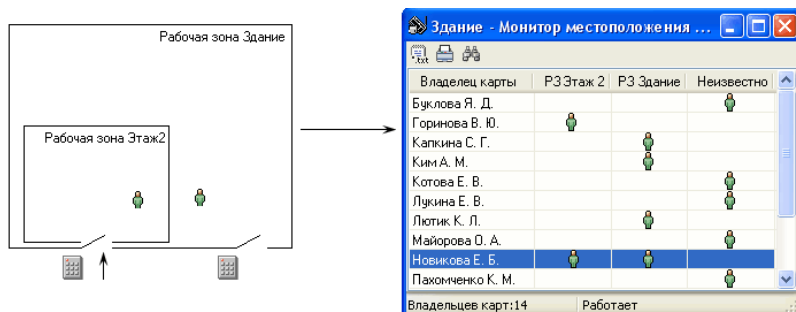 Рабочая зона Здание
Рабочая зона Этаж2
Здание - Монитор местоположения ...
.txt
Владелец карты РЗ Этаж 2 РЗ Здание Неизвестно
Буклова Я. Д.
Горинова В. Ю.
Капкина С. Г.
Ким А. М.
Котова Е. В.
Лукина Е. В.
Лютик К. Л.
Майорова О. А.
Новикова Е. Б.
Пахомченко К. М.
Владельцев карт:14 Работает